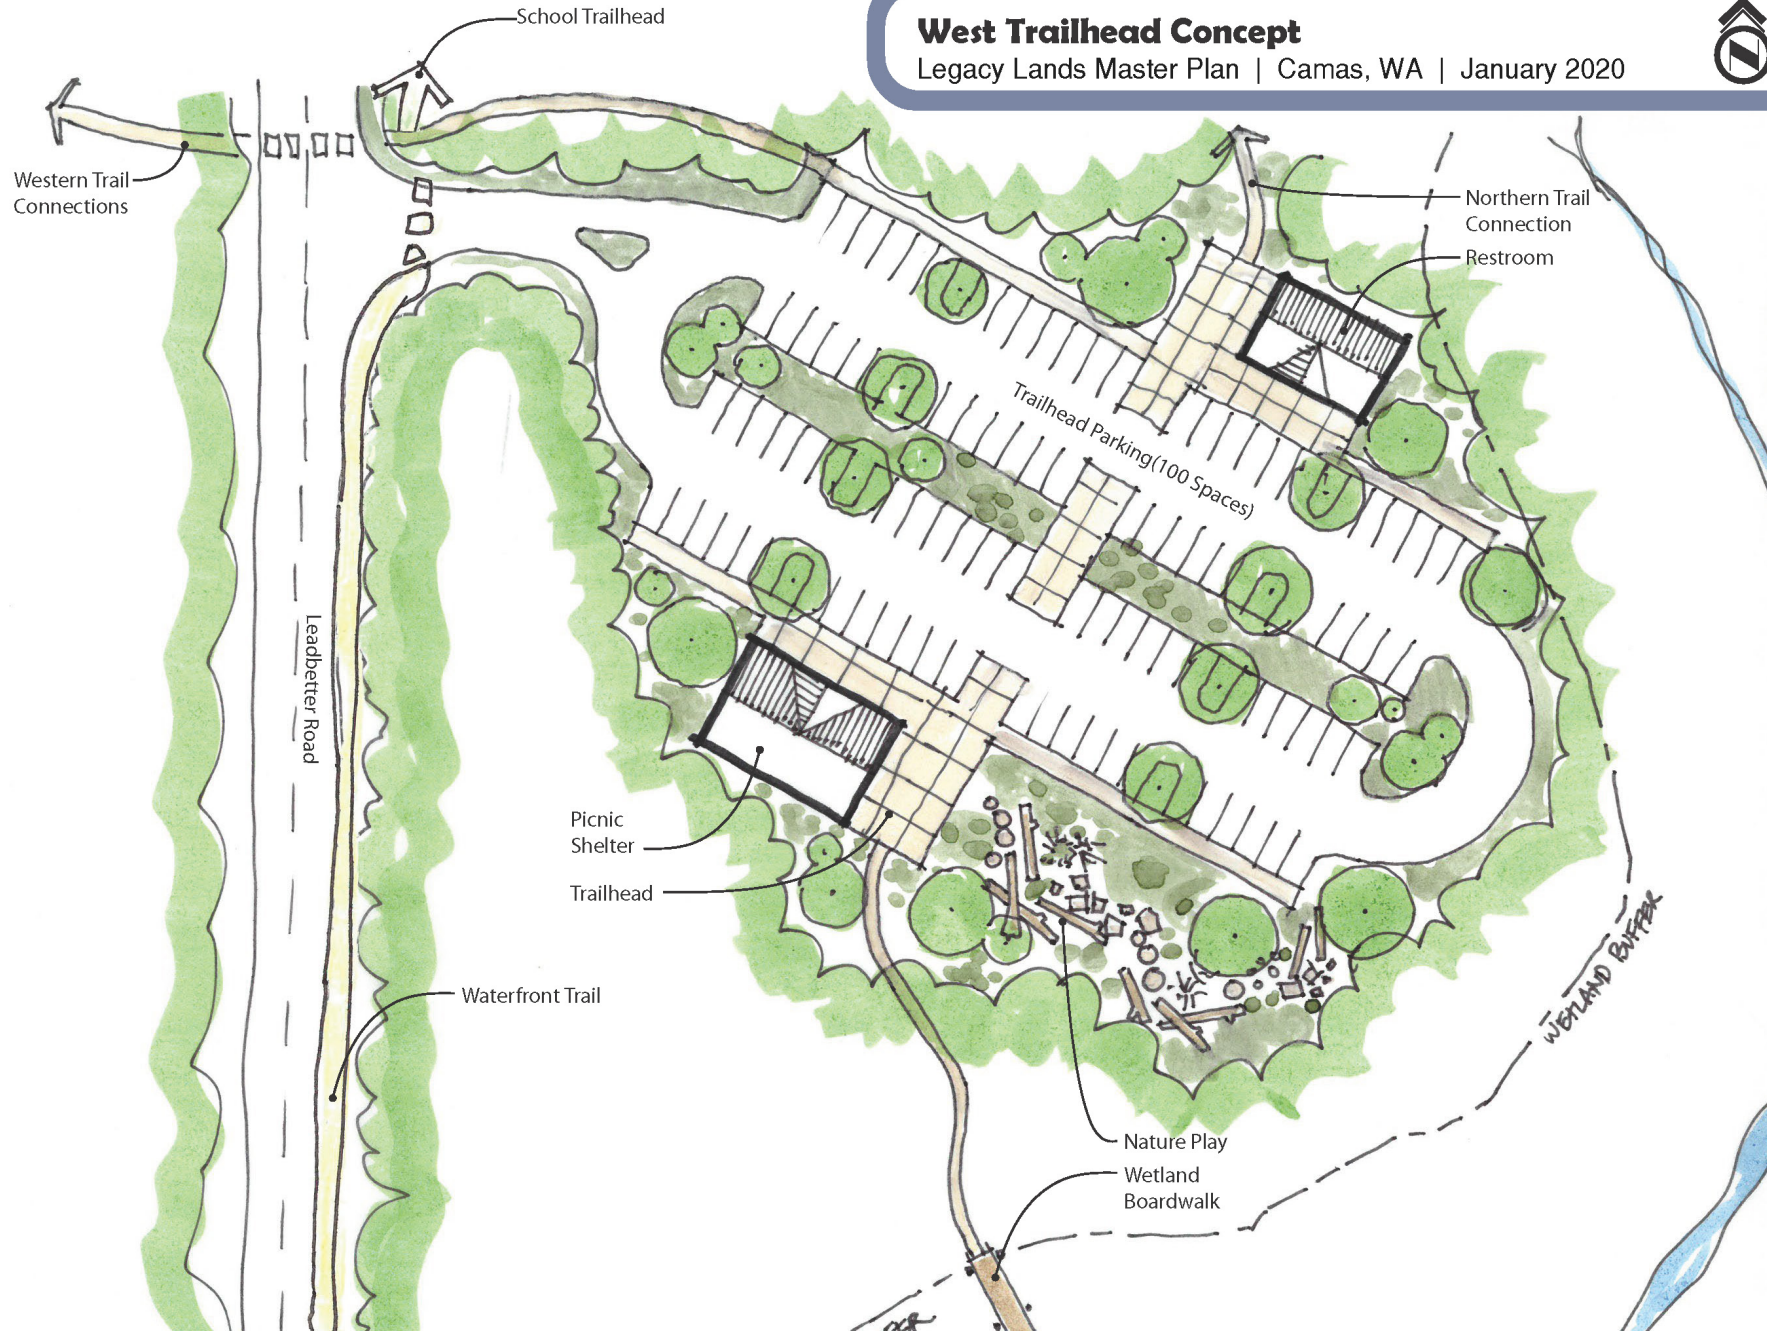 School Trailhead
West Trailhead Concept
Legacy Lands Master Plan | Camas, WA | January 2020
N
Western Trail
Connections
Northern Trail
Connection
Restroom
Trailhead Parking(100 Spaces)
Leadbetter Road
Picnic
Shelter
Trailhead
Waterfront Trail
WETLAND BUFFER
Nature Play
Wetland
Boardwalk